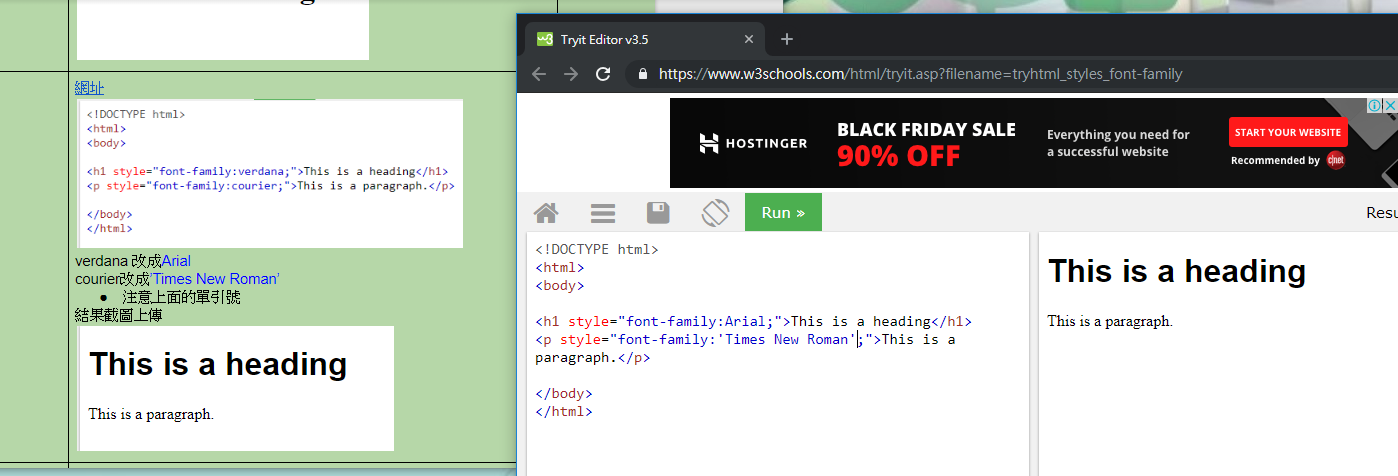 網址
<!DOCTYPE html>
<html>
<body>
<h1 style="font-family:verdana;">This is a heading</h1>
<p style="font-family:courier;">This is a paragraph.</p>
</body>
</html>
verdana 改成Arial
courier改成'Times New Roman'
● 注意上面的單引號
結果截圖上傳
This is a heading
This is a paragraph.
Tryit Editor v3.5
https://www.w3schools.com/html/tryit.asp?filename=tryhtml_styles_font-family
HOSTINGER
BLACK FRIDAY SALE
90% OFF
Everything you need for
a successful website
START YOUR WEBSITE
Recommended by c|net
Run »
<!DOCTYPE html>
<html>
<body>
<h1 style="font-family:Arial;">This is a heading</h1>
<p style="font-family:'Times New Roman';">This is a
paragraph.</p>
</body>
</html>
This is a heading
This is a paragraph.